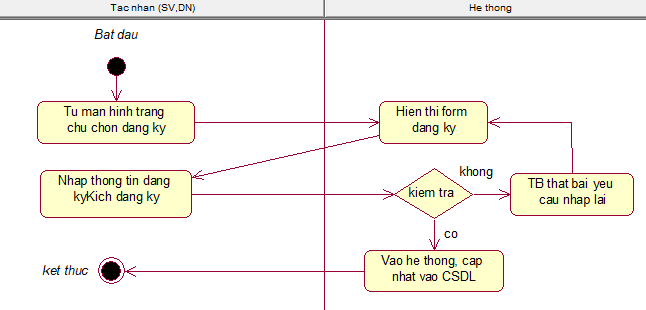 Tac nhan (SV,DN)
He thong
Bat dau
Tu man hinh trang
chu chon dang ky
Hien thi form
dang ky
Nhap thong tin dang
kyKich dang ky
kiem tra
khong
TB that bai yeu
cau nhap lai
co
Vao he thong, cap
nhat vao CSDL
ket thuc